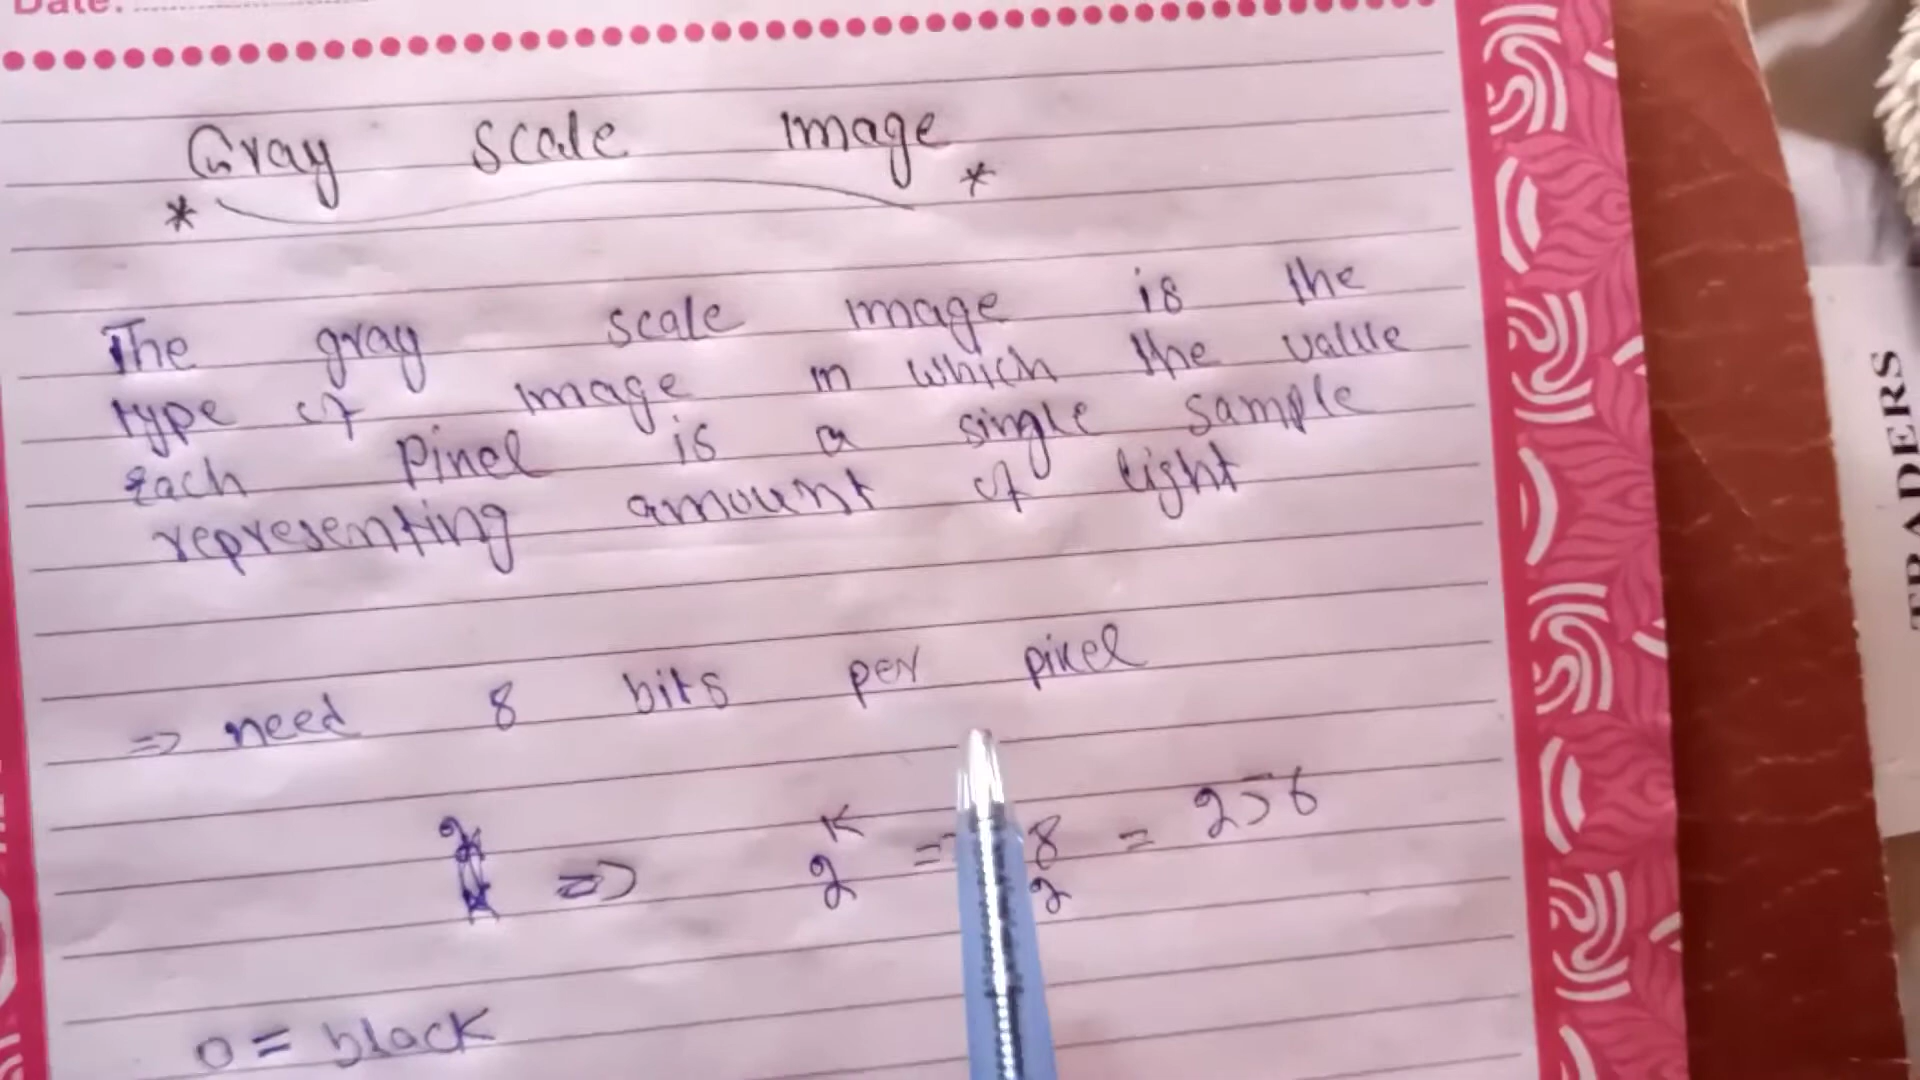 Date:
Gray scale image
* *
The gray scale image is the
type of image in which the value
each pixel is a single sample
representing amount of light
⇒ need 8 bits per pixel
⇒ 2^K = 2^8 = 256
0 = black
TRADERS